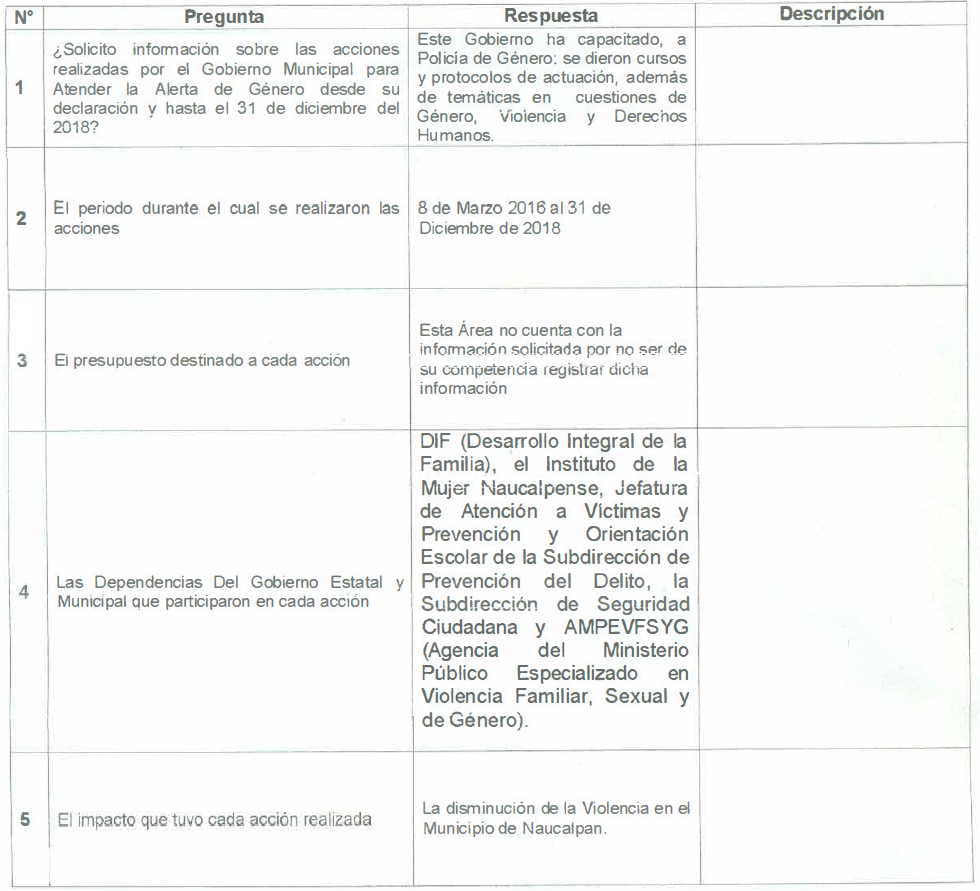 N° Pregunta Respuesta Descripción
1
¿Solicito información sobre las acciones
realizadas por el Gobierno Municipal para
Atender la Alerta de Género desde su
declaración y hasta el 31 de diciembre del
2018?
Este Gobierno ha capacitado, a
Policía de Género: se dieron cursos
y protocolos de actuación, además
de temáticas en cuestiones de
Género, Violencia y Derechos
Humanos.
2
El periodo durante el cual se realizaron las
acciones
8 de Marzo 2016 al 31 de
Diciembre de 2018
3
El presupuesto destinado a cada acción
Esta Área no cuenta con la
información solicitada por no ser de
su competencia registrar dicha
información
4
Las Dependencias Del Gobierno Estatal y
Municipal que participaron en cada acción
DIF (Desarrollo Integral de la
Familia), el Instituto de la
Mujer Naucalpense, Jefatura
de Atención a Víctimas y
Prevención y Orientación
Escolar de la Subdirección de
Prevención del Delito, la
Subdirección de Seguridad
Ciudadana y AMPEVFSYG
(Agencia del Ministerio
Público Especializado en
Violencia Familiar, Sexual y
de Género).
5
El impacto que tuvo cada acción realizada
La disminución de la Violencia en el
Municipio de Naucalpan.